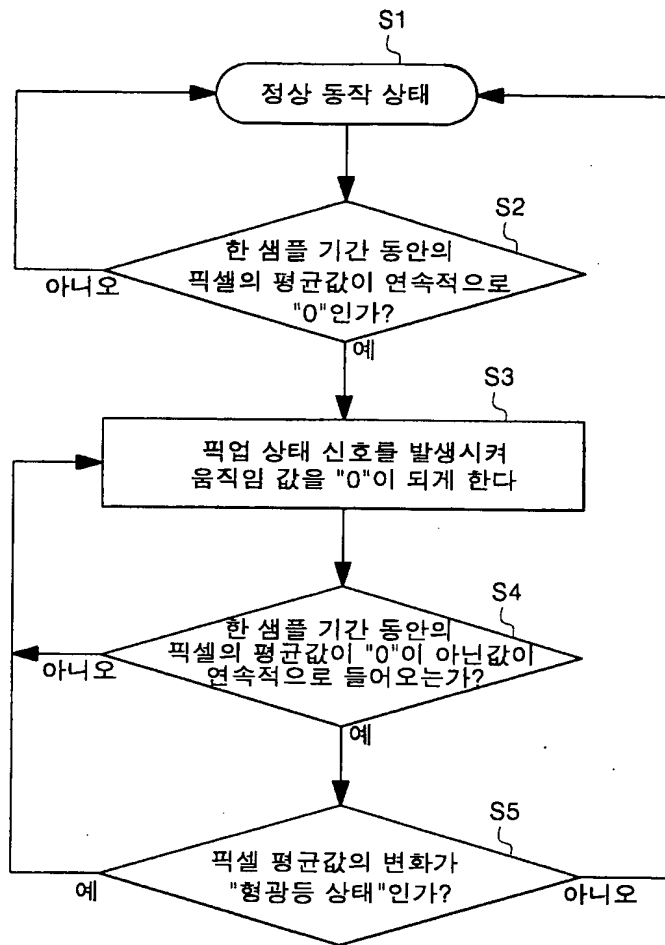 S1
정상 동작 상태
S2
한 샘플 기간 동안의
픽셀의 평균값이 연속적으로
"0"인가?
아니오
예
S3
픽업 상태 신호를 발생시켜
움직임 값을 "0"이 되게 한다
S4
한 샘플 기간 동안의
픽셀의 평균값이 "0"이 아닌값이
연속적으로 들어오는가?
아니오
예
S5
픽셀 평균값의 변화가
"형광등 상태"인가?
예
아니오